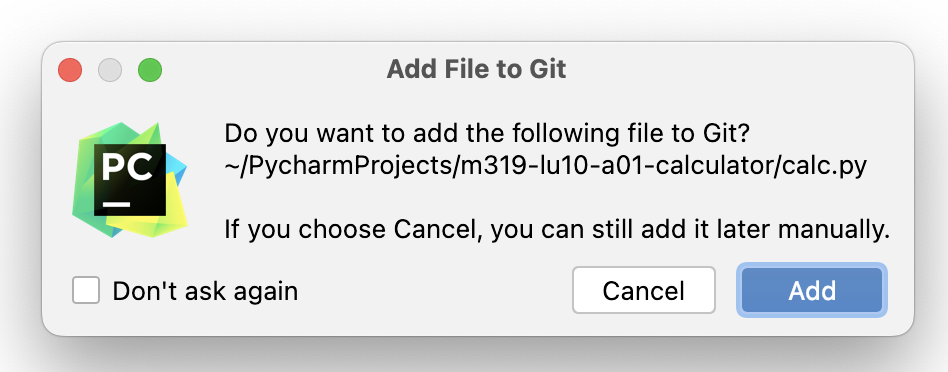 Add File to Git
Do you want to add the following file to Git?
~/PycharmProjects/m319-lu10-a01-calculator/calc.py
PC
If you choose Cancel, you can still add it later manually.
Don't ask again
Cancel
Add